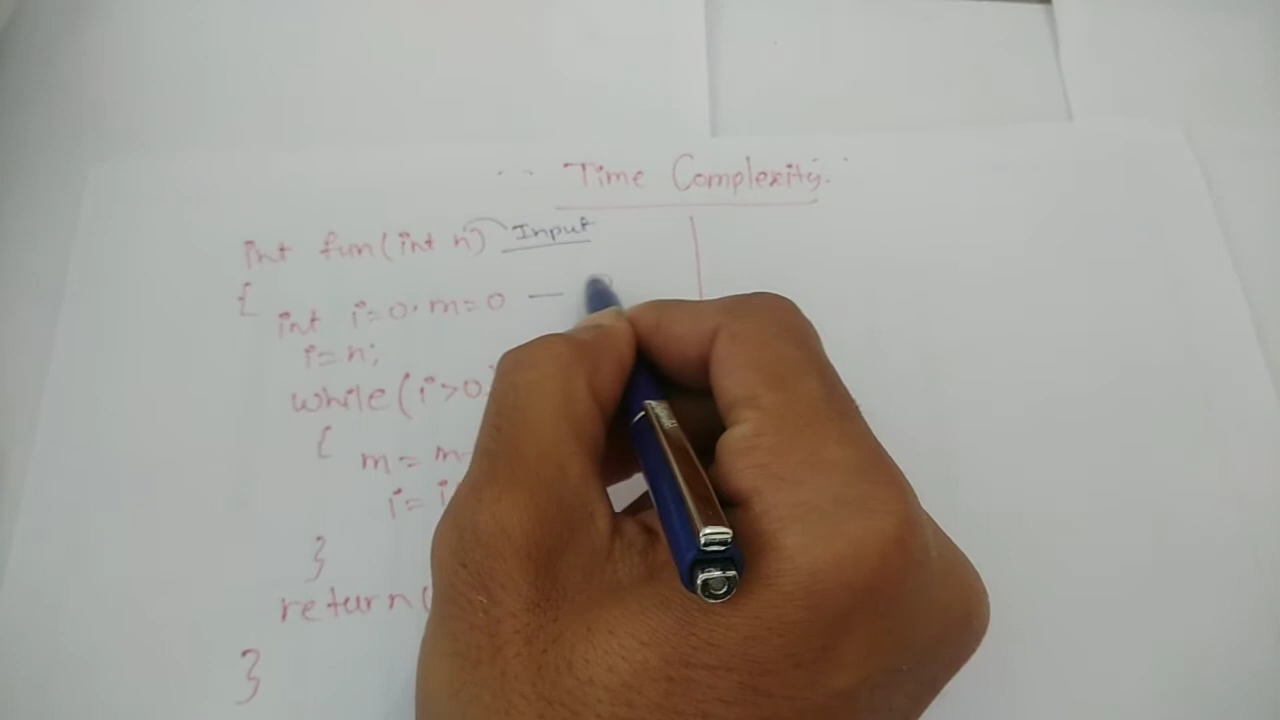 Time Complexity.
int fun(int n) Input
{
int i=0, m=0 —
i=n;
while(i>0
{
m = m
i=
}
return(
}